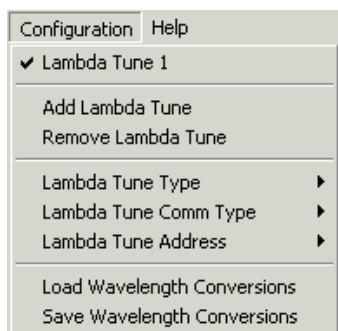 Configuration Help
Lambda Tune 1
Add Lambda Tune
Remove Lambda Tune
Lambda Tune Type
Lambda Tune Comm Type
Lambda Tune Address
Load Wavelength Conversions
Save Wavelength Conversions